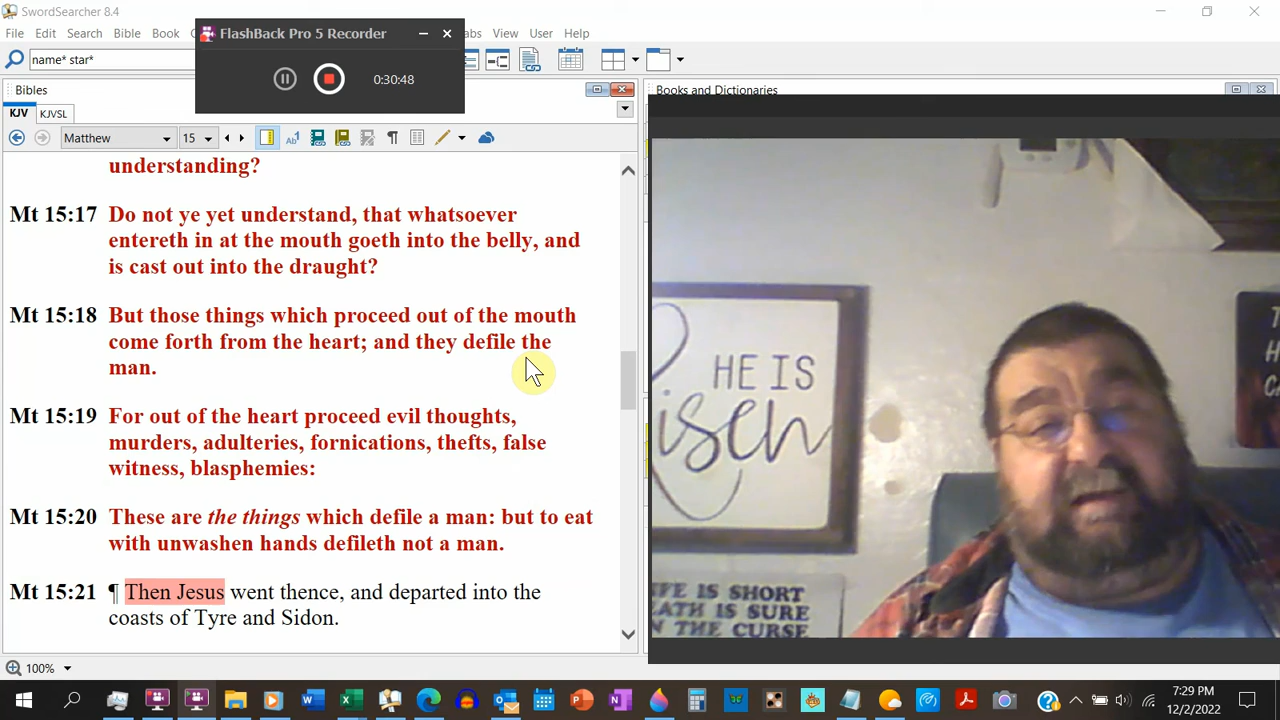 SwordSearcher 8.4
File Edit Search Bible Book
View User Help
FlashBack Pro 5 Recorder
0:30:48
name* star*
Bibles
Books and Dictionaries
KJV KJVSL
Matthew 15
understanding?
Mt 15:17 Do not ye yet understand, that whatsoever
entereth in at the mouth goeth into the belly, and
is cast out into the draught?
Mt 15:18 But those things which proceed out of the mouth
come forth from the heart; and they defile the
man.
Mt 15:19 For out of the heart proceed evil thoughts,
murders, adulteries, fornications, thefts, false
witness, blasphemies:
Mt 15:20 These are the things which defile a man: but to eat
with unwashen hands defileth not a man.
Mt 15:21 ¶ Then Jesus went thence, and departed into the
coasts of Tyre and Sidon.
HE IS
Risen
LIFE IS SHORT
DEATH IS SURE
THE CURSE
100%
7:29 PM
12/2/2022